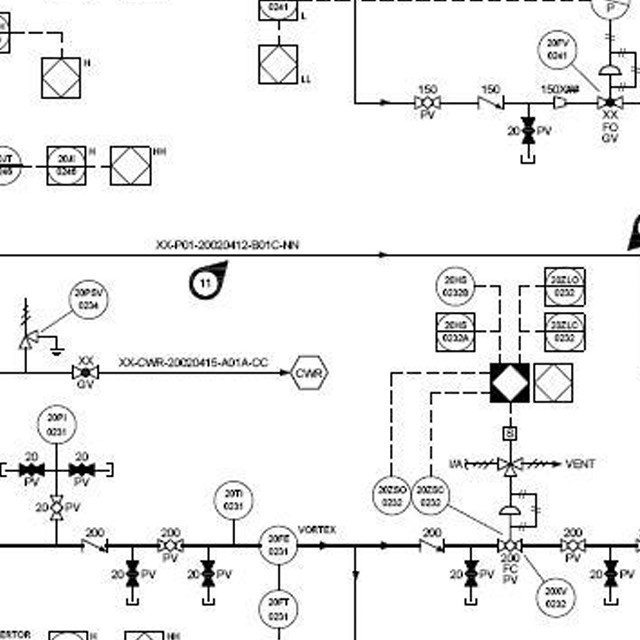 0241
L
P
H
LL
20FV
0241
150
150
PV
20
PV
XX
FO
GV
20JI
0246
H
HH
XX-P01-20020412-B01C-NN
11
20PSV
0234
XX
GV
XX-CWR-20020415-A01A-CC
CWR
20HS
0232B
20ZLO
0232
20HS
0232A
20ZLC
0232
S
I/A
VENT
20PI
0231
20
20
PV
PV
20
PV
20ZSO
0232
20ZSC
0232
20TI
0231
200
200
PV
20FE
0231
VORTEX
200
200
FC
PV
200
PV
20
PV
20
PV
20
PV
20
PV
20FT
0231
20XV
0232
H
HH